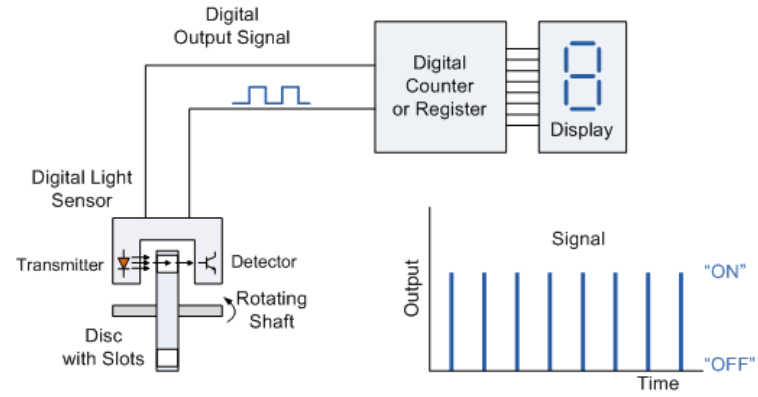 Digital
Output Signal
Digital
Counter
or Register
Display
Digital Light
Sensor
Transmitter
Detector
Rotating
Shaft
Disc
with Slots
Signal
Output
"ON"
"OFF"
Time